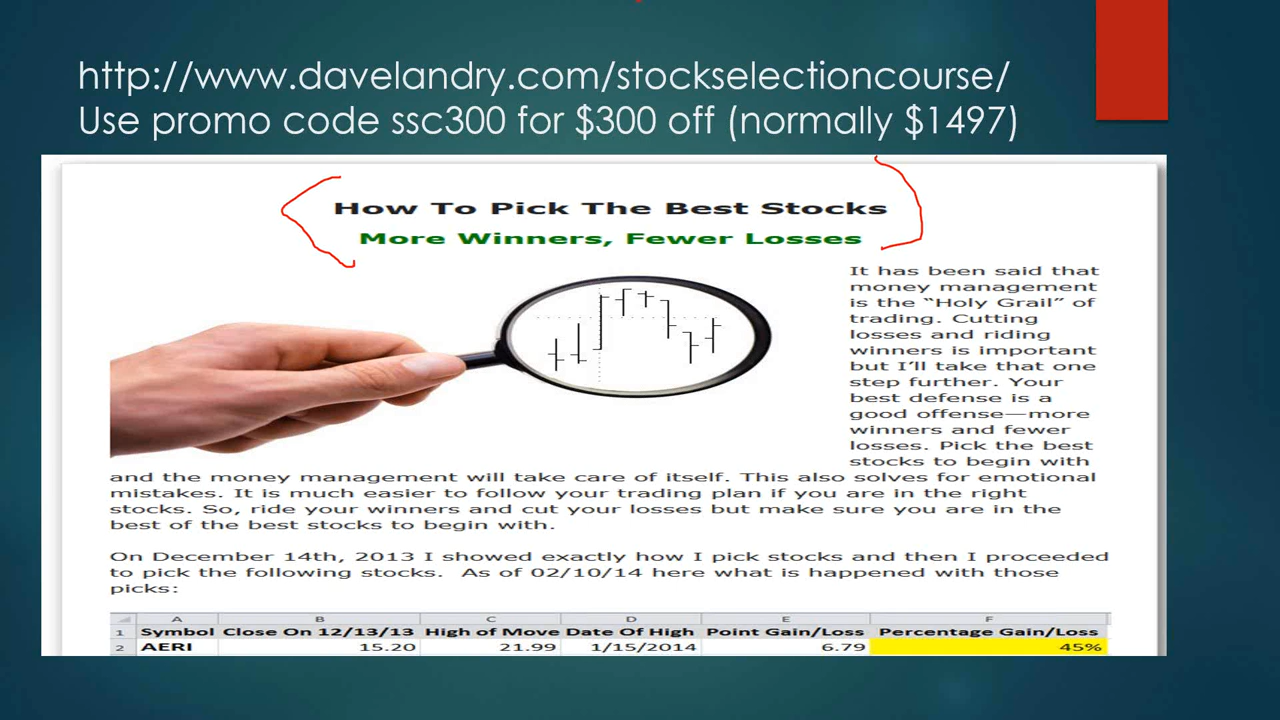 http://www.davelandry.com/stockselectioncourse/
Use promo code ssc300 for $300 off (normally $1497)
How To Pick The Best Stocks
More Winners, Fewer Losses
It has been said that
money management
is the “Holy Grail” of
trading. Cutting
losses and riding
winners is important
but I’ll take that one
step further. Your
best defense is a
good offense—more
winners and fewer
losses. Pick the best
stocks to begin with
and the money management will take care of itself. This also solves for emotional
mistakes. It is much easier to follow your trading plan if you are in the right
stocks. So, ride your winners and cut your losses but make sure you are in the
best of the best stocks to begin with.
On December 14th, 2013 I showed exactly how I pick stocks and then I proceeded
to pick the following stocks. As of 02/10/14 here what is happened with those
picks:
A B C D E F
1 Symbol Close On 12/13/13 High of Move Date Of High Point Gain/Loss Percentage Gain/Loss
2 AERI 15.20 21.99 1/15/2014 6.79 45%